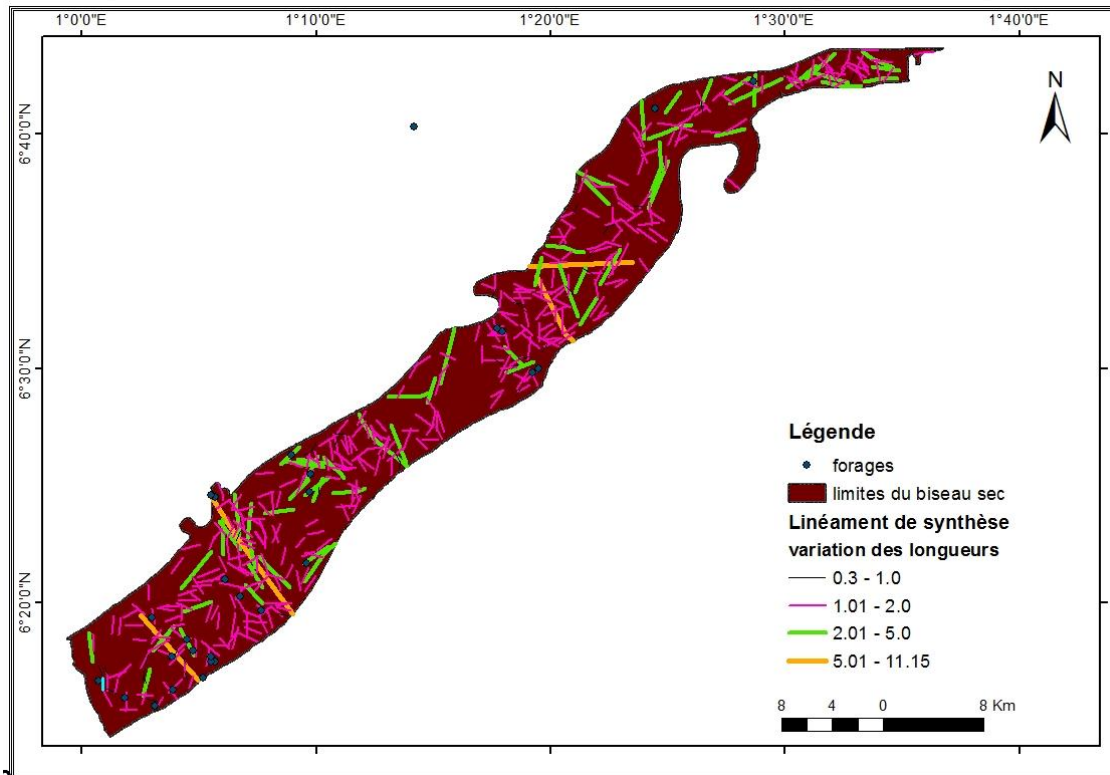 1°0'0"E 1°10'0"E 1°20'0"E 1°30'0"E 1°40'0"E
N
6°40'0"N
6°30'0"N
6°20'0"N
Légende
forages
limites du biseau sec
Linéament de synthèse
variation des longueurs
0.3 - 1.0
1.01 - 2.0
2.01 - 5.0
5.01 - 11.15
8 4 0 8 Km